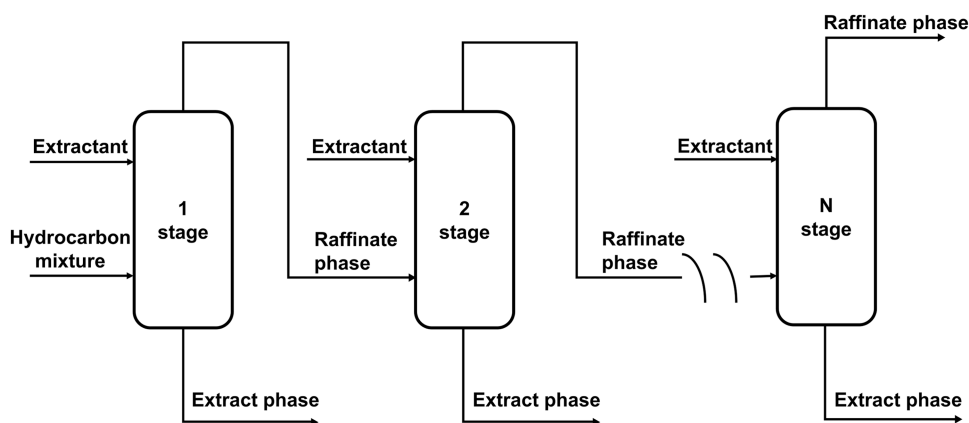 Raffinate phase
Extractant
Extractant
Extractant
1
stage
2
stage
N
stage
Hydrocarbon
mixture
Raffinate
phase
Raffinate
phase
Extract phase
Extract phase
Extract phase